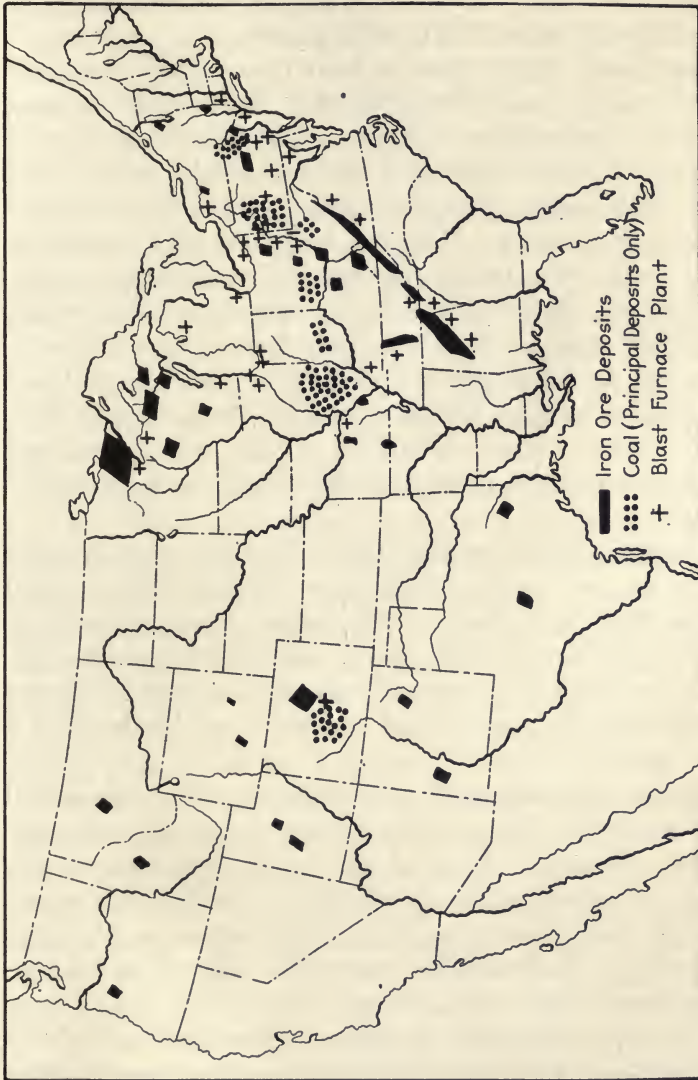 Iron Ore Deposits
Coal (Principal Deposits Only)
Blast Furnace Plant